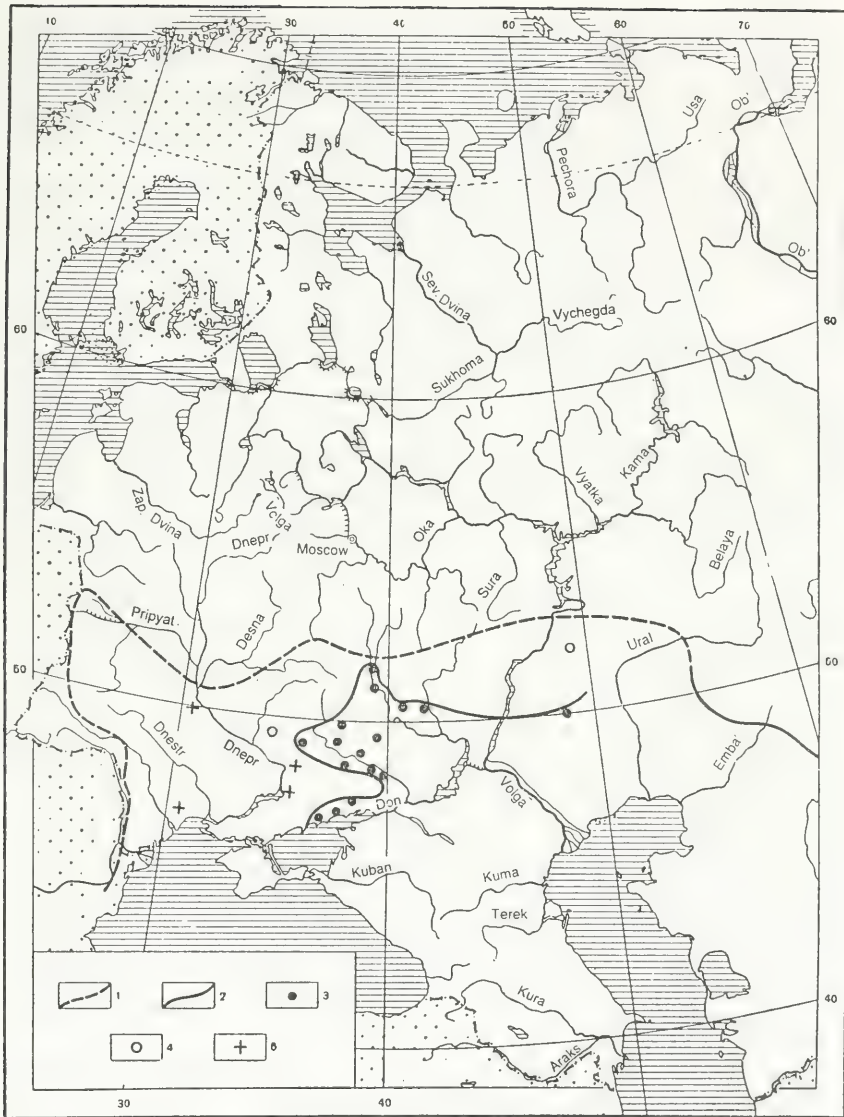 10 30 40 50 60 70
Usa
Ob'
Pechora
Ob'
Sev. Dvina
Vychegda
60 60
Sukhoma
Vyatka
Kama
Zap. Dvina
Volga
Oka
Dnepr
Moscow
Belaya
Sura
Pripyat
Desna
Ural
50 50
Dnestr
Dnepr
Emba
Don
Volga
Kuban
Kuma
Terek
1 2 3
Kura
40
4 5
Araks
30 40 60